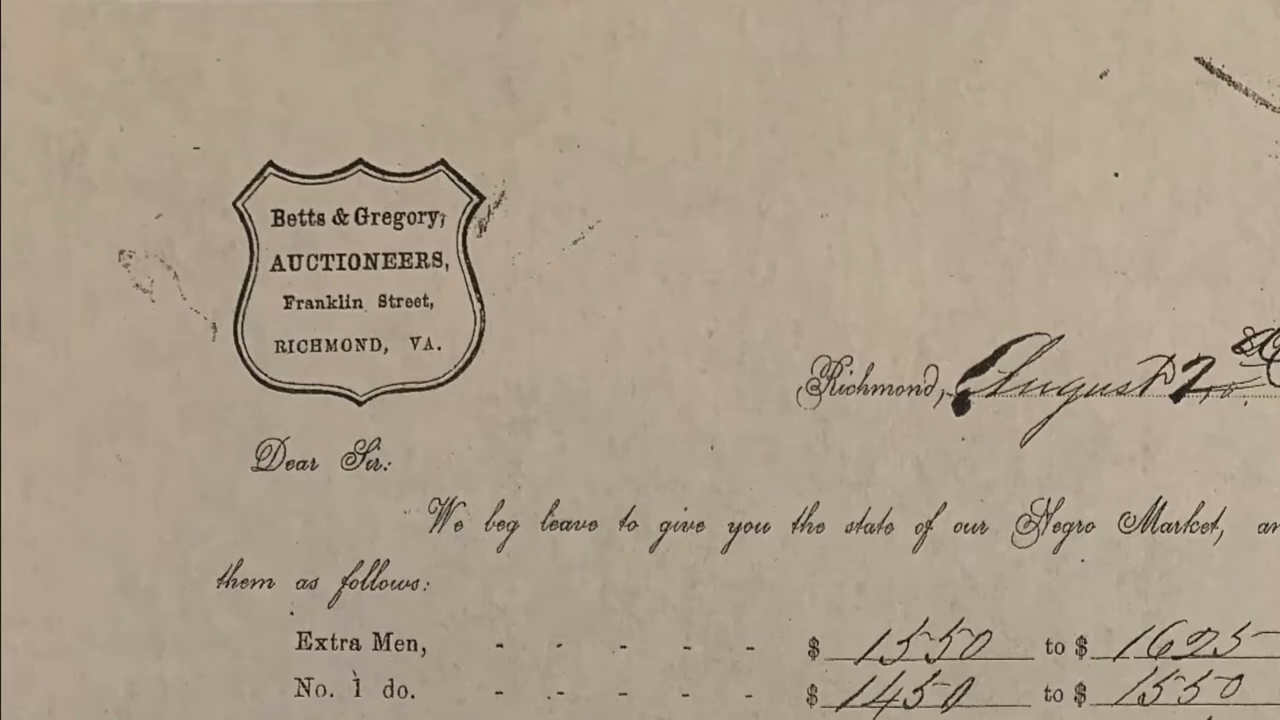 Betts & Gregory,
AUCTIONEERS,
Franklin Street,
RICHMOND, VA.
Richmond, August 2
Dear Sir:
We beg leave to give you the state of our Negro Market, an
them as follows:
Extra Men, - - - - - $ 1550 to $ 1625
No. 1 do. - - - - - $ 1450 to $ 1550